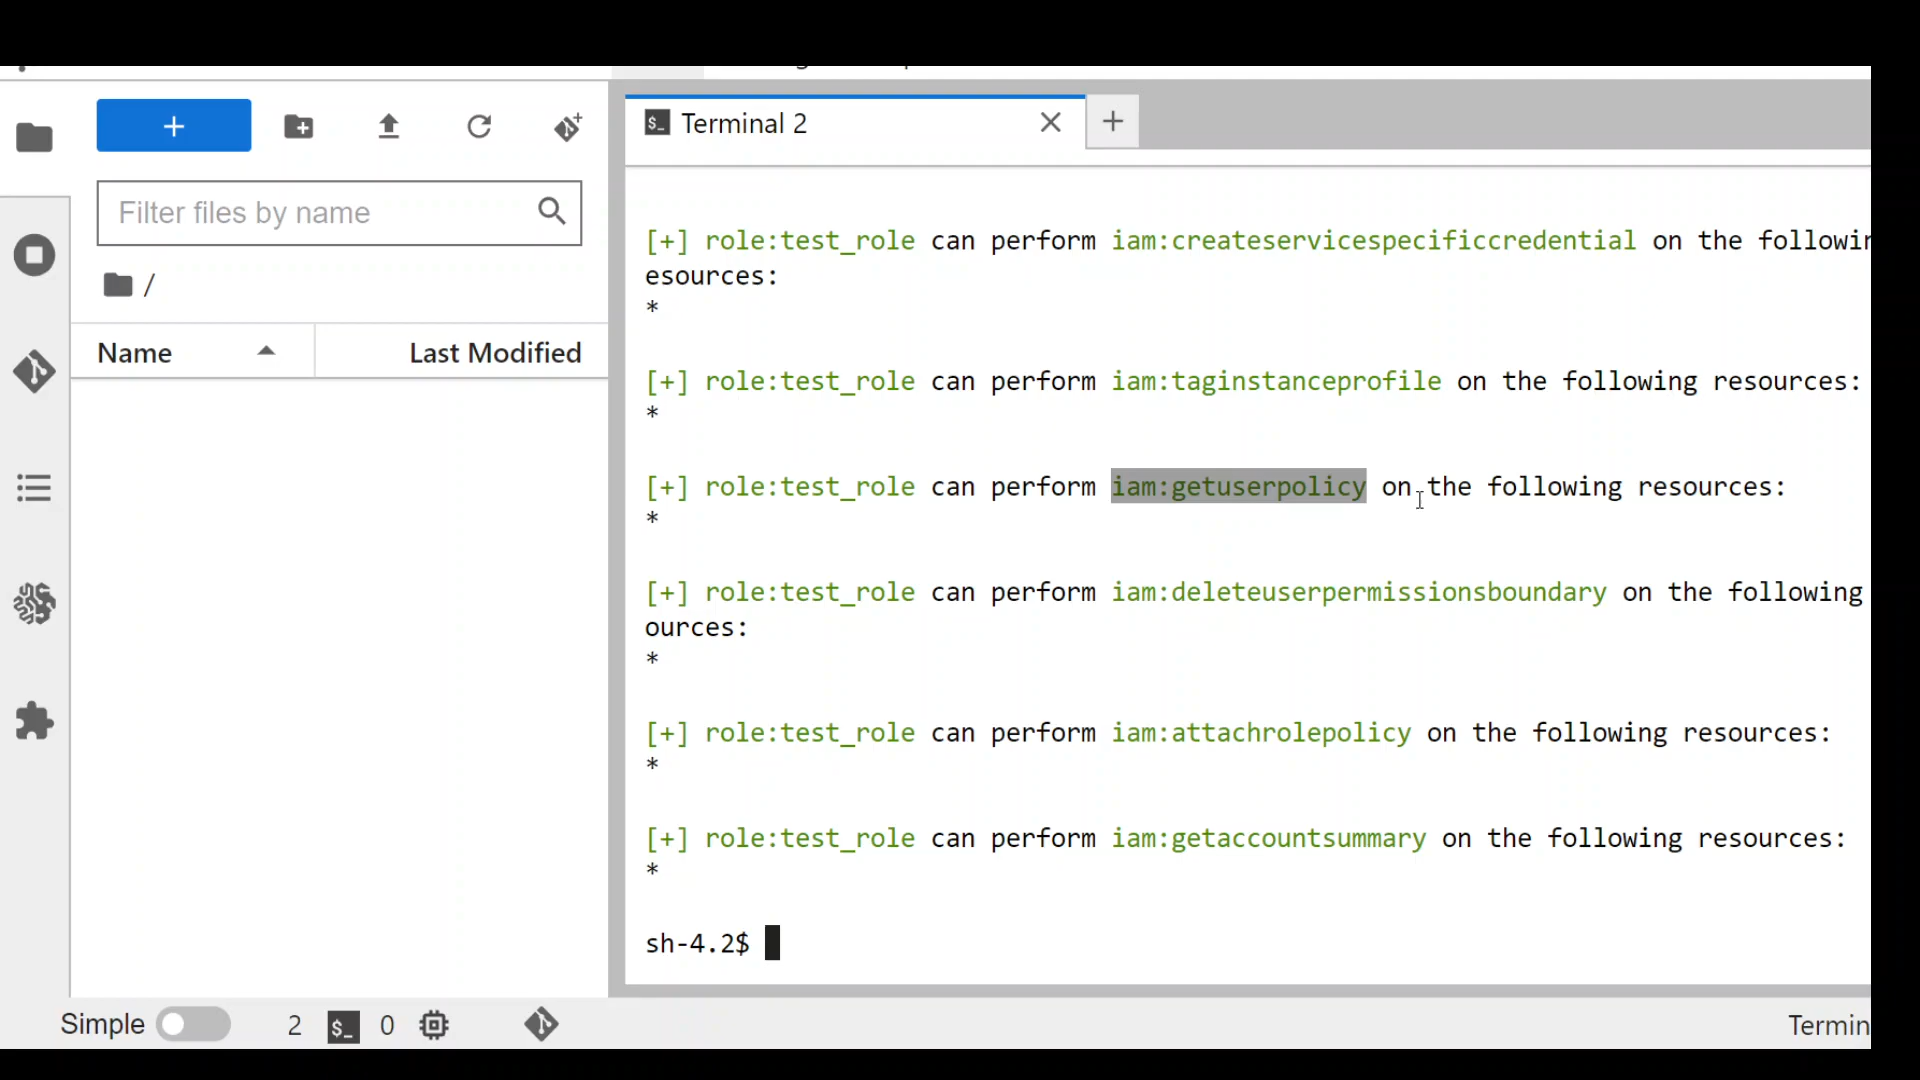 +
Filter files by name
/
Name
Last Modified
$_ Terminal 2
+
[+] role:test_role can perform iam:createservicespecificcredential on the
esources:
*
[+] role:test_role can perform iam:taginstanceprofile on the following resources:
*
[+] role:test_role can perform iam:getuserpolicy on the following resources:
*
[+] role:test_role can perform iam:deleteuserpermissionsboundary on the following
ources:
*
[+] role:test_role can perform iam:attachrolepolicy on the following resources:
*
[+] role:test_role can perform iam:getaccountsummary on the following resources:
*
sh-4.2$
Simple 2 $_ 0